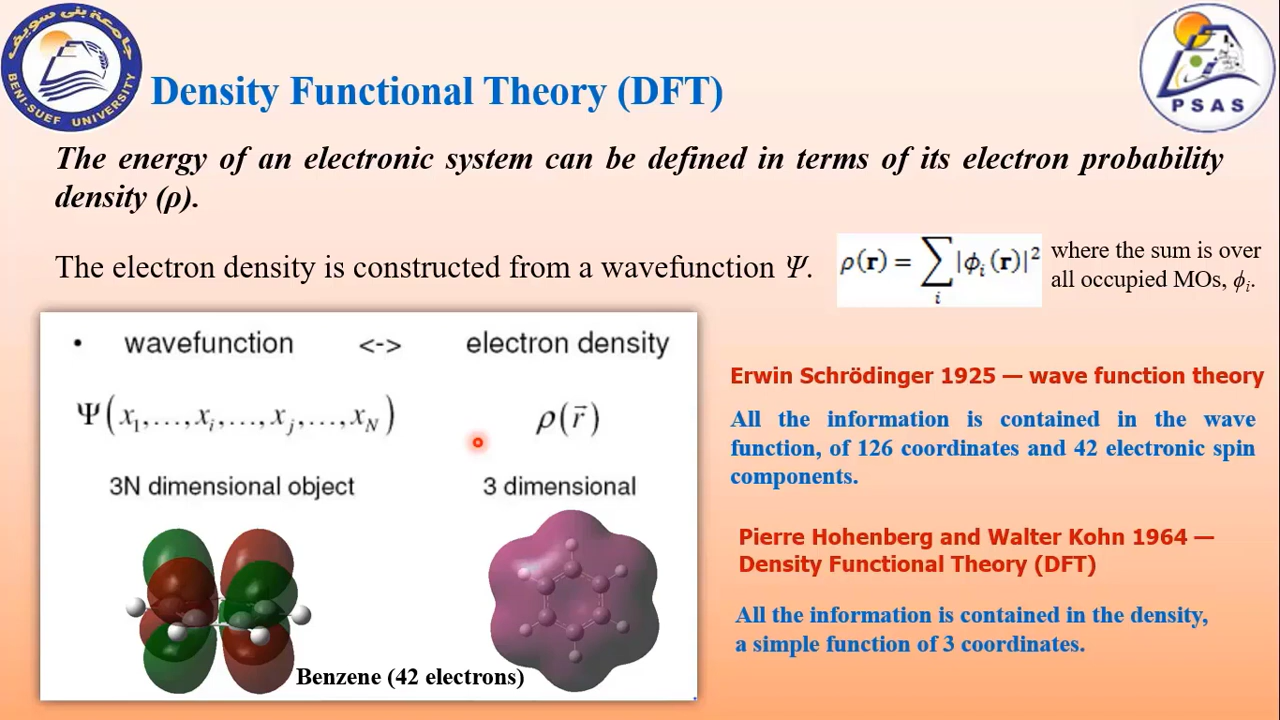 جامعة بنى سويف
BENI-SUEF UNIVERSITY
PSAS
Density Functional Theory (DFT)
The energy of an electronic system can be defined in terms of its electron probability
density (ρ).
The electron density is constructed from a wavefunction Ψ.
ρ(r) = ∑i |ϕi(r)|²
where the sum is over
all occupied MOs, ϕi.
• wavefunction <-> electron density
Ψ(x1,...,xi,...,xj,...,xN) ρ(r⃗)
3N dimensional object 3 dimensional
Benzene (42 electrons)
Erwin Schrödinger 1925 — wave function theory
All the information is contained in the wave
function, of 126 coordinates and 42 electronic spin
components.
Pierre Hohenberg and Walter Kohn 1964 —
Density Functional Theory (DFT)
All the information is contained in the density,
a simple function of 3 coordinates.